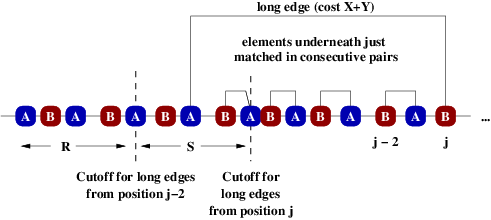 long edge (cost X+Y)
elements underneath just
matched in consecutive pairs
A B A B A B A B A B A B A B A B ...
R S j − 2 j
Cutoff for long edges
from position j−2
Cutoff for
long edges
from position j